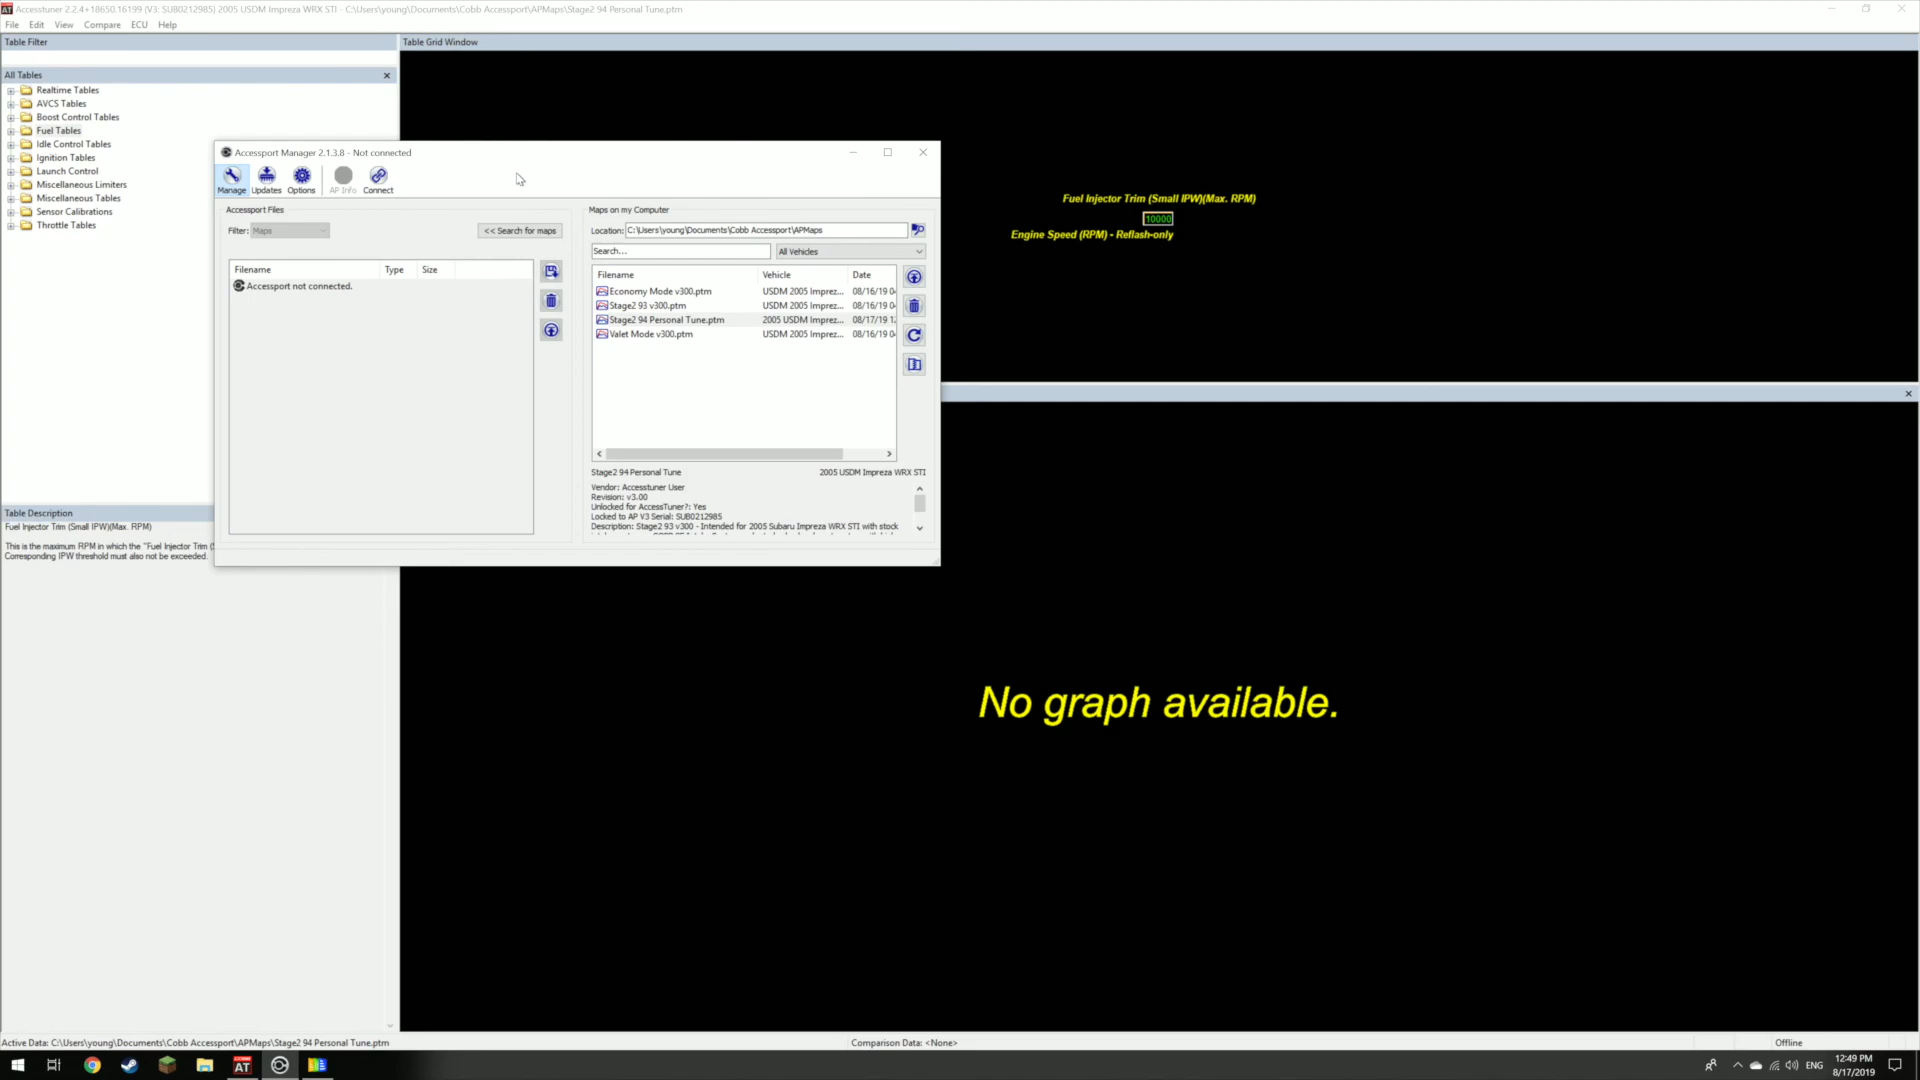 Accesstuner 2.2.4+18650.16199 (V3: SUB0212985) 2005 USDM Impreza WRX STI - C:\Users\young\Documents\Cobb Accessport\APMaps\Stage2 94 Personal Tune.ptm
File Edit View Compare ECU Help
Table Filter
Table Grid Window
All Tables
Realtime Tables
AVCS Tables
Boost Control Tables
Fuel Tables
Idle Control Tables
Ignition Tables
Launch Control
Miscellaneous Limiters
Miscellaneous Tables
Sensor Calibrations
Throttle Tables
Accessport Manager 2.1.3.8 - Not connected
Manage Updates Options AP Info Connect
Accessport Files
Filter: Maps
<< Search for maps
Filename Type Size
Accessport not connected.
Maps on my Computer
Location: C:\Users\young\Documents\Cobb Accessport\APMaps
Search...
All Vehicles
Filename Vehicle Date
Economy Mode v300.ptm USDM 2005 Imprez... 08/16/19 0
Stage2 93 v300.ptm USDM 2005 Imprez... 08/16/19 0
Stage2 94 Personal Tune.ptm 2005 USDM Imprez... 08/17/19 1
Valet Mode v300.ptm USDM 2005 Imprez... 08/16/19 0
Stage2 94 Personal Tune 2005 USDM Impreza WRX STI
Vendor: Accesstuner User
Revision: v3.00
Unlocked for AccessTuner?: Yes
Locked to AP V3 Serial: SUB0212985
Description: Stage2 93 v300 - Intended for 2005 Subaru Impreza WRX STI with stock
Fuel Injector Trim (Small IPW)(Max. RPM)
10000
Engine Speed (RPM) - Reflash-only
No graph available.
Table Description
Fuel Injector Trim (Small IPW)(Max. RPM)
This is the maximum RPM in which the "Fuel Injector Trim (
Corresponding IPW threshold must also not be exceeded.
Active Data: C:\Users\young\Documents\Cobb Accessport\APMaps\Stage2 94 Personal Tune.ptm
Comparison Data: <None>
Offline
AT
ENG
12:49 PM
8/17/2019